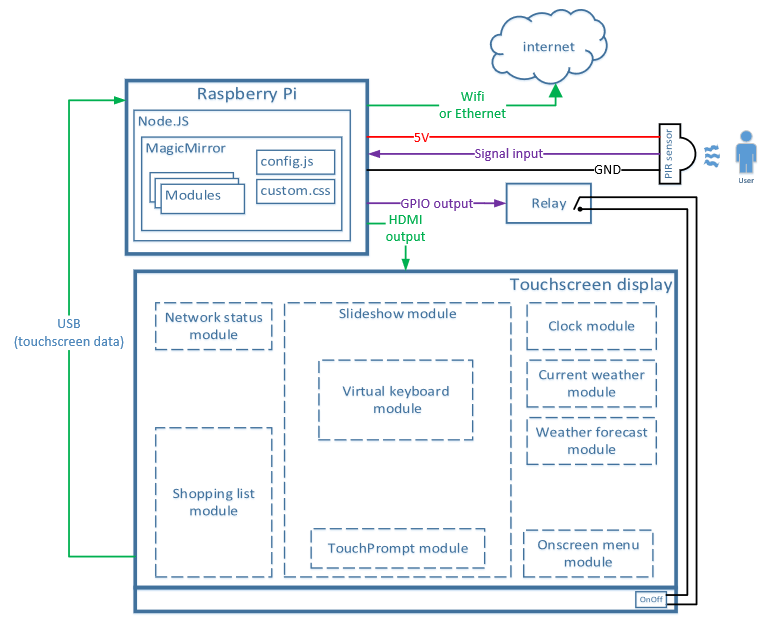 internet
Raspberry Pi
Node.JS
MagicMirror
config.js
custom.css
Modules
Wifi
or Ethernet
5V
Signal input
GND
PIR sensor
User
GPIO output
Relay
HDMI
output
USB
(touchscreen data)
Touchscreen display
Network status
module
Slideshow module
Clock module
Virtual keyboard
module
Current weather
module
Weather forecast
module
Shopping list
module
TouchPrompt module
Onscreen menu
module
OnOff